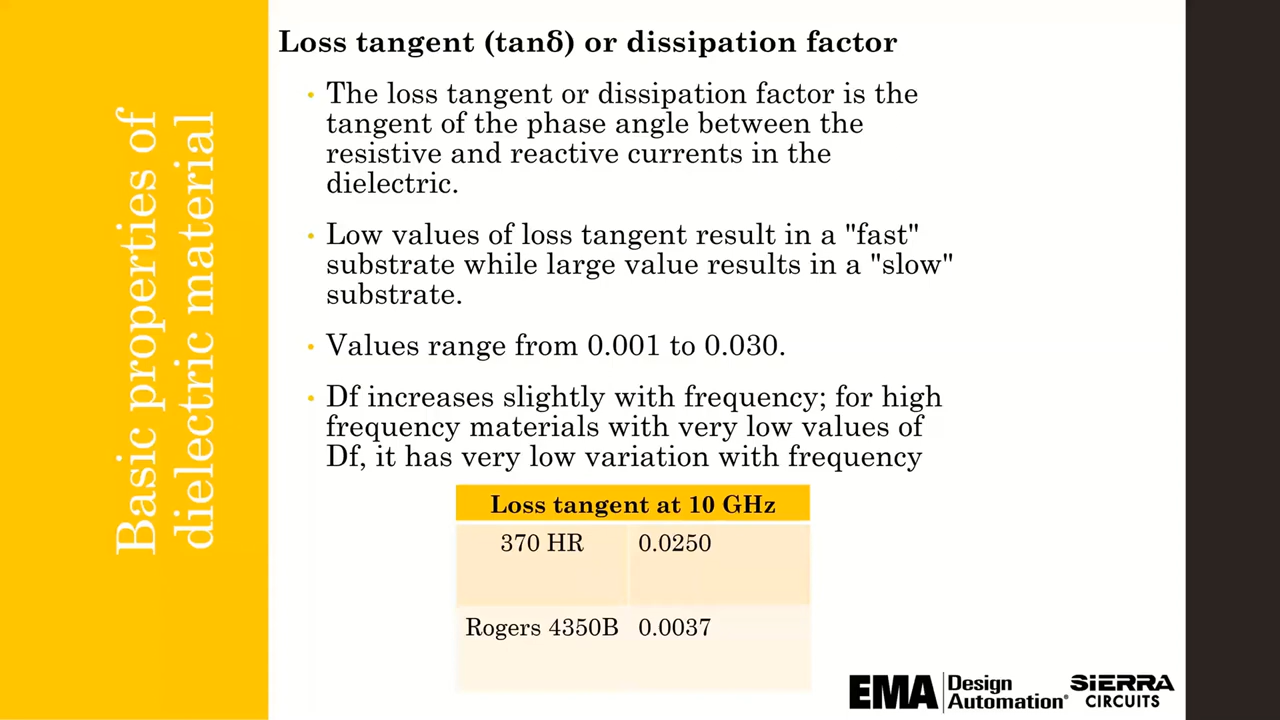 Basic properties of
dielectric material
Loss tangent (tanδ) or dissipation factor
• The loss tangent or dissipation factor is the
tangent of the phase angle between the
resistive and reactive currents in the
dielectric.
• Low values of loss tangent result in a "fast"
substrate while large value results in a "slow"
substrate.
• Values range from 0.001 to 0.030.
• Df increases slightly with frequency; for high
frequency materials with very low values of
Df, it has very low variation with frequency
Loss tangent at 10 GHz
370 HR 0.0250
Rogers 4350B 0.0037
EMA Design Automation®
SIERRA CIRCUITS